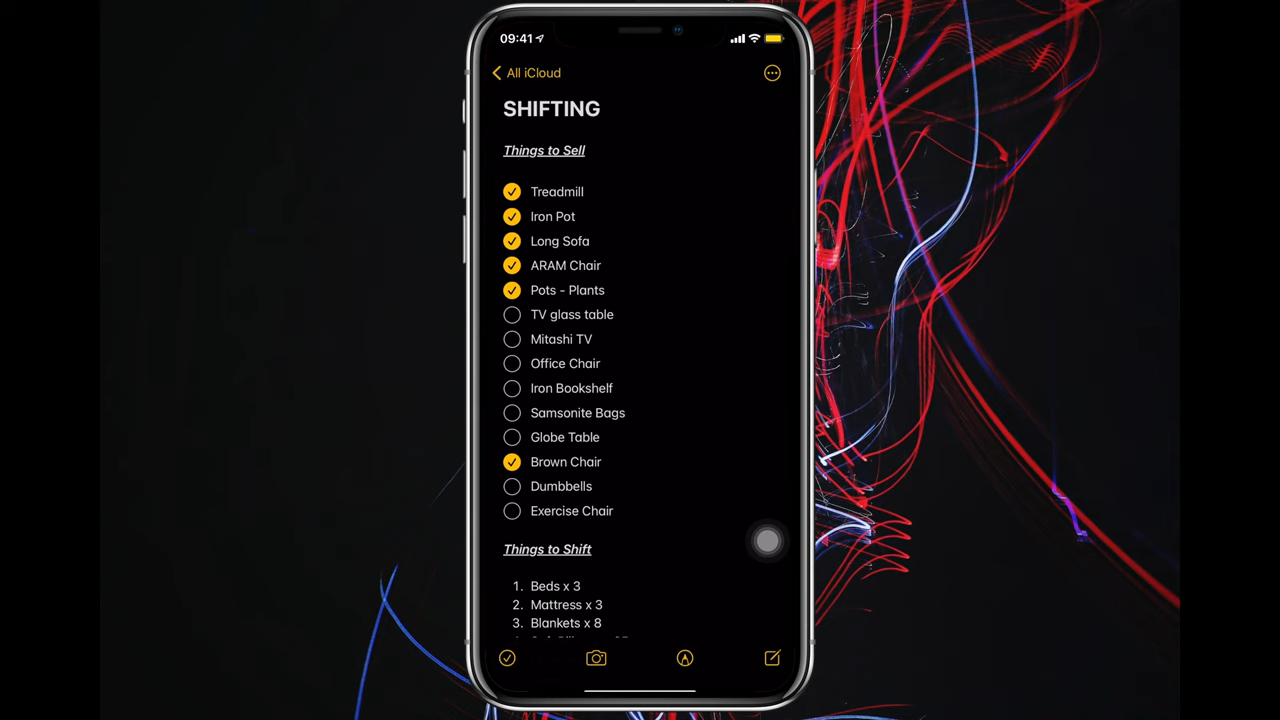 09:41
All iCloud
SHIFTING
Things to Sell
Treadmill
Iron Pot
Long Sofa
ARAM Chair
Pots - Plants
TV glass table
Mitashi TV
Office Chair
Iron Bookshelf
Samsonite Bags
Globe Table
Brown Chair
Dumbbells
Exercise Chair
Things to Shift
1. Beds x 3
2. Mattress x 3
3. Blankets x 8